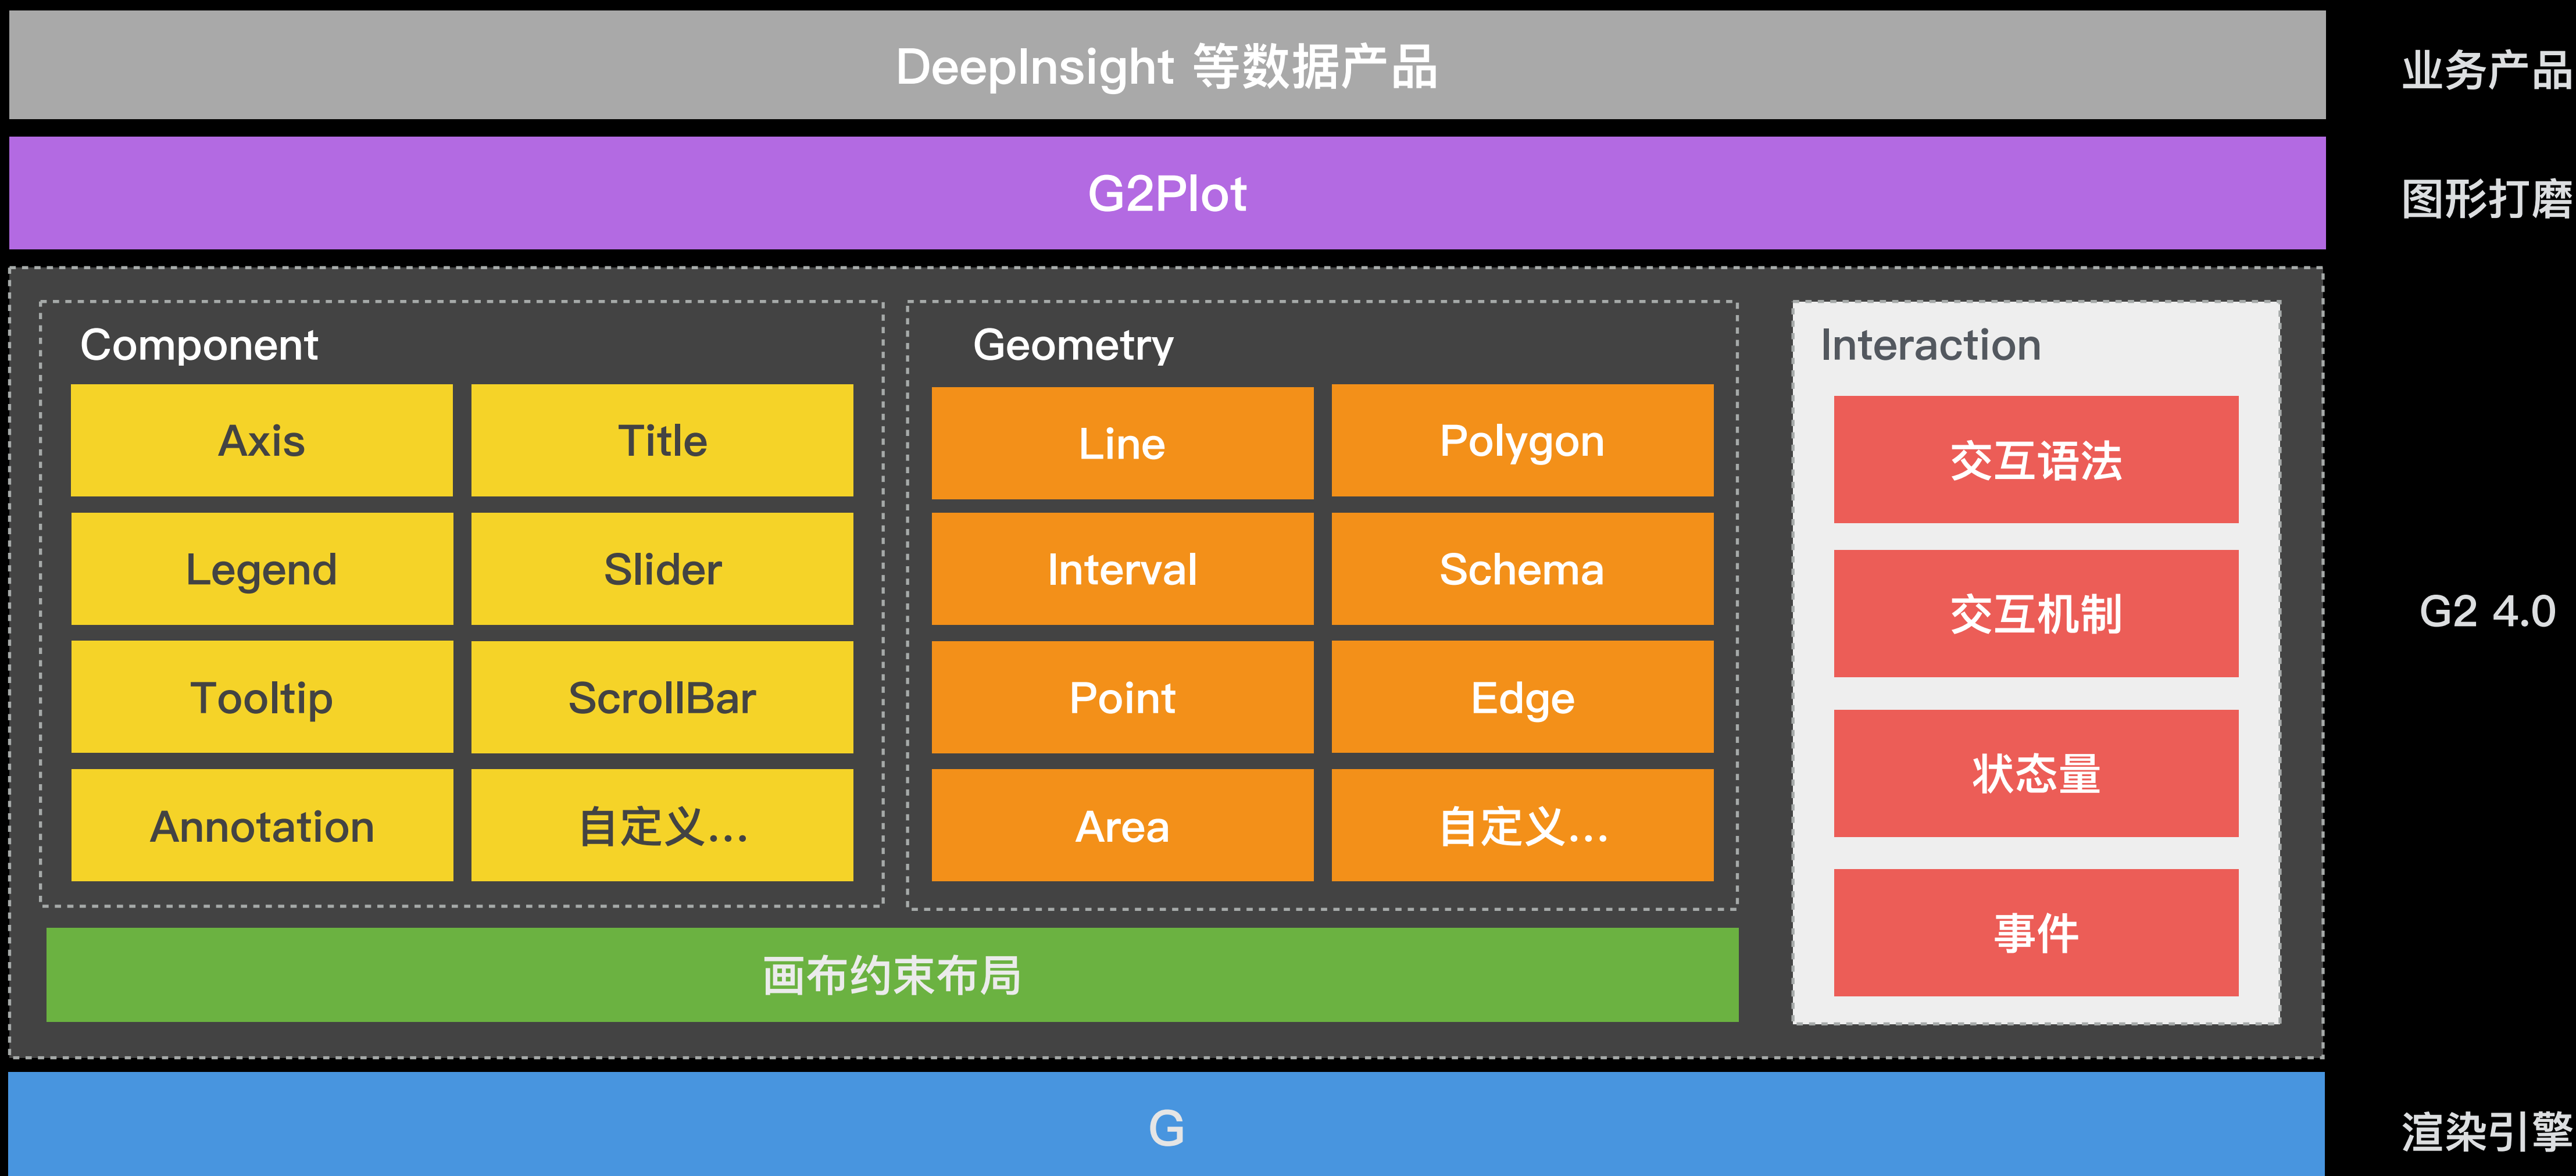 DeepInsight 等数据产品
业务产品
G2Plot
图形打磨
Component
Axis
Title
Legend
Slider
Tooltip
ScrollBar
Annotation
自定义...
Geometry
Line
Polygon
Interval
Schema
Point
Edge
Area
自定义...
画布约束布局
Interaction
交互语法
交互机制
状态量
事件
G2 4.0
G
渲染引擎